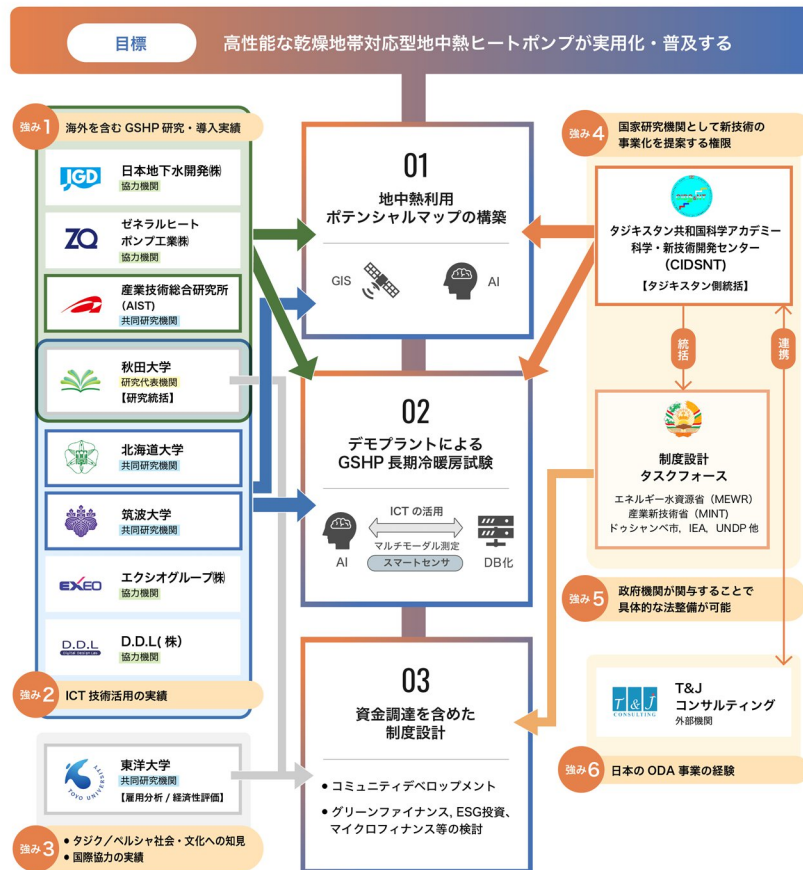 目標
高性能な乾燥地帯対応型地中熱ヒートポンプが実用化・普及する
強み1
海外を含む GSHP 研究・導入実績
JGD
日本地下水開発㈱
協力機関
ZQ
ゼネラルヒート
ポンプ工業㈱
協力機関
産業技術総合研究所
(AIST)
共同研究機関
秋田大学
研究代表機関
【研究統括】
北海道大学
共同研究機関
筑波大学
共同研究機関
EXEO
エクシオグループ㈱
協力機関
D.D.L
D.D.L( 株)
協力機関
強み2
ICT 技術活用の実績
TOYO UNIVERSITY
東洋大学
共同研究機関
【雇用分析 / 経済性評価】
強み3
● タジク／ペルシャ社会・文化への知見
● 国際協力の実績
01
地中熱利用
ポテンシャルマップの構築
GIS
AI
02
デモプラントによる
GSHP 長期冷暖房試験
ICT の活用
マルチモーダル測定
スマートセンサ
AI
DB化
03
資金調達を含めた
制度設計
● コミュニティデベロップメント
● グリーンファイナンス, ESG投資、
マイクロファイナンス等の検討
強み4
国家研究機関として新技術の
事業化を提案する権限
タジキスタン共和国科学アカデミー
科学・新技術開発センター
(CIDSNT)
【タジキスタン側統括】
統括
連携
制度設計
タスクフォース
エネルギー水資源省（MEWR）
産業新技術省（MINT）
ドゥシャンベ市，IEA，UNDP 他
強み5
政府機関が関与することで
具体的な法整備が可能
T&J
CONSULTING
T&J
コンサルティング
外部機関
強み6
日本の ODA 事業の経験